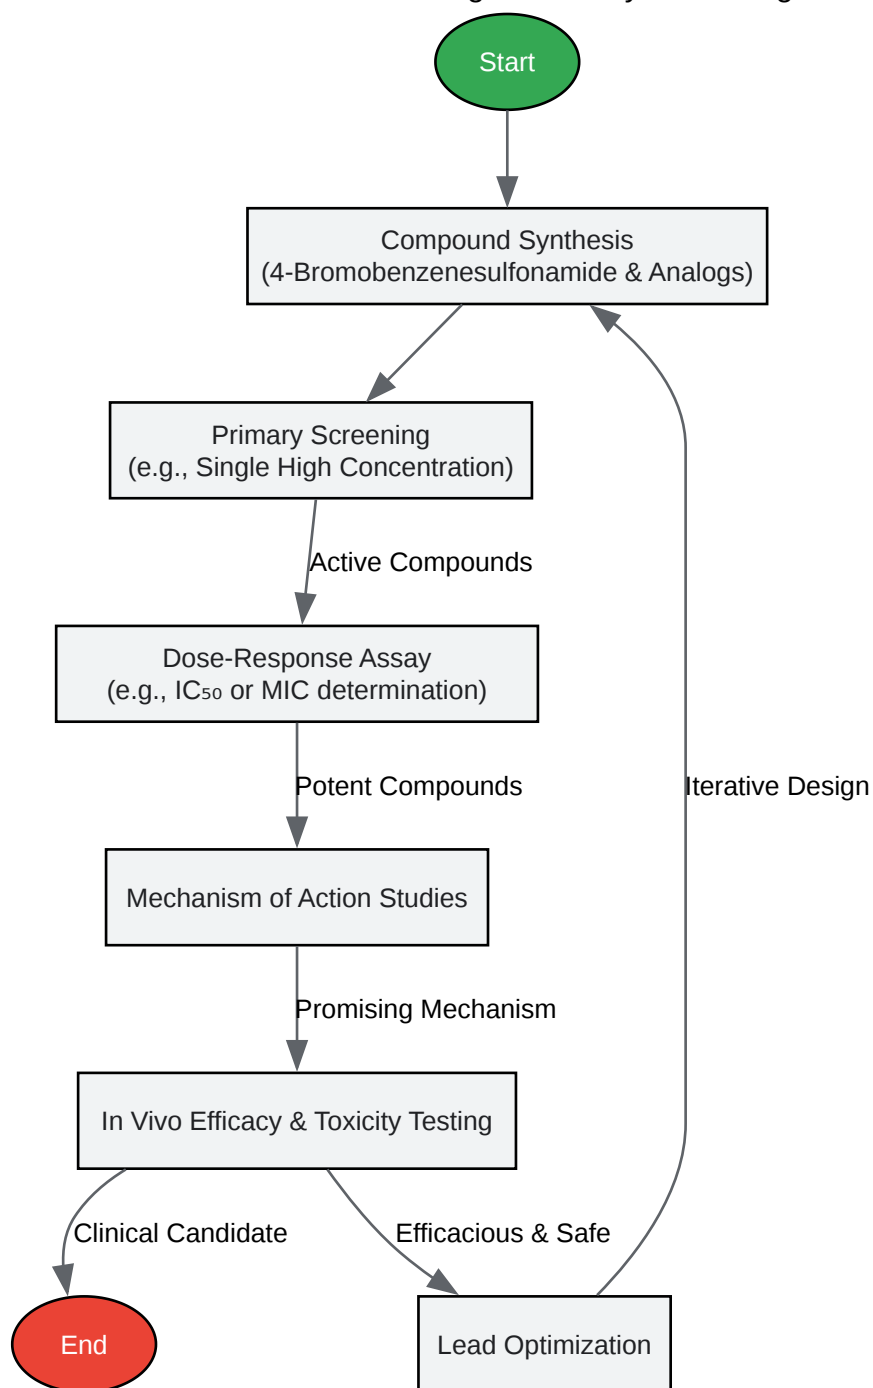 Start
Compound Synthesis
(4-Bromobenzenesulfonamide & Analogs)
Primary Screening
(e.g., Single High Concentration)
Active Compounds
Dose-Response Assay
(e.g., IC₅₀ or MIC determination)
Potent Compounds
Iterative Design
Mechanism of Action Studies
Promising Mechanism
In Vivo Efficacy & Toxicity Testing
Clinical Candidate
Efficacious & Safe
End
Lead Optimization